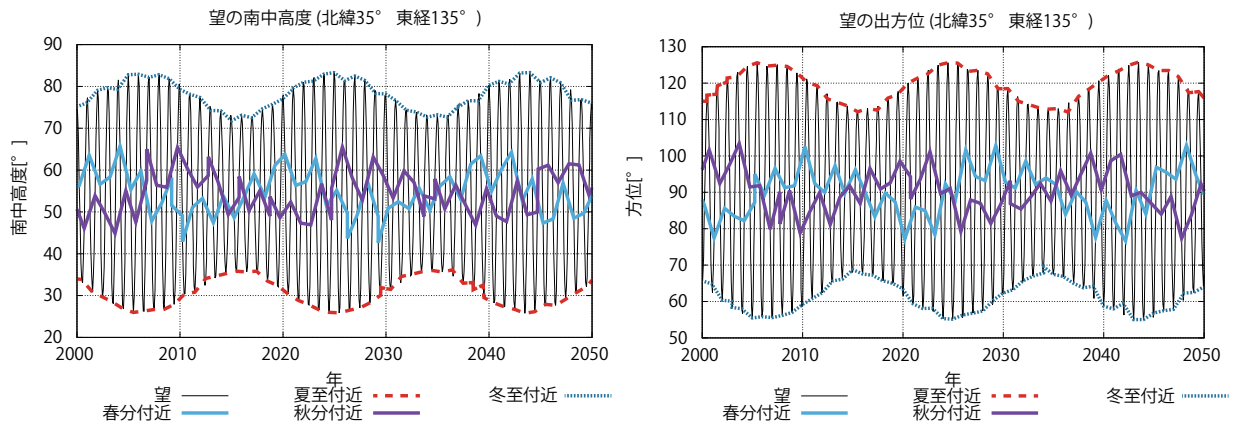 望の南中高度 (北緯35° 東経135° )
90
80
70
60
50
40
30
20
南中高度[° ]
2000 2010 2020 2030 2040 2050
年
望
夏至付近
冬至付近
春分付近
秋分付近
望の出方位 (北緯35° 東経135° )
130
120
110
100
90
80
70
60
50
方位[° ]
2000 2010 2020 2030 2040 2050
年
望
夏至付近
冬至付近
春分付近
秋分付近